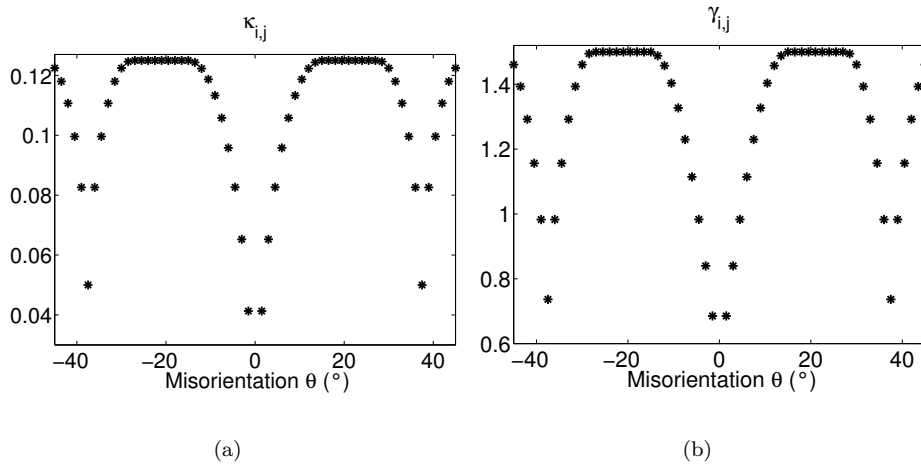 κi,j
0.12
0.1
0.08
0.06
0.04
−40 −20 0 20 40
Misorientation θ (°)
(a)
γi,j
1.4
1.2
1
0.8
0.6
−40 −20 0 20 40
Misorientation θ (°)
(b)